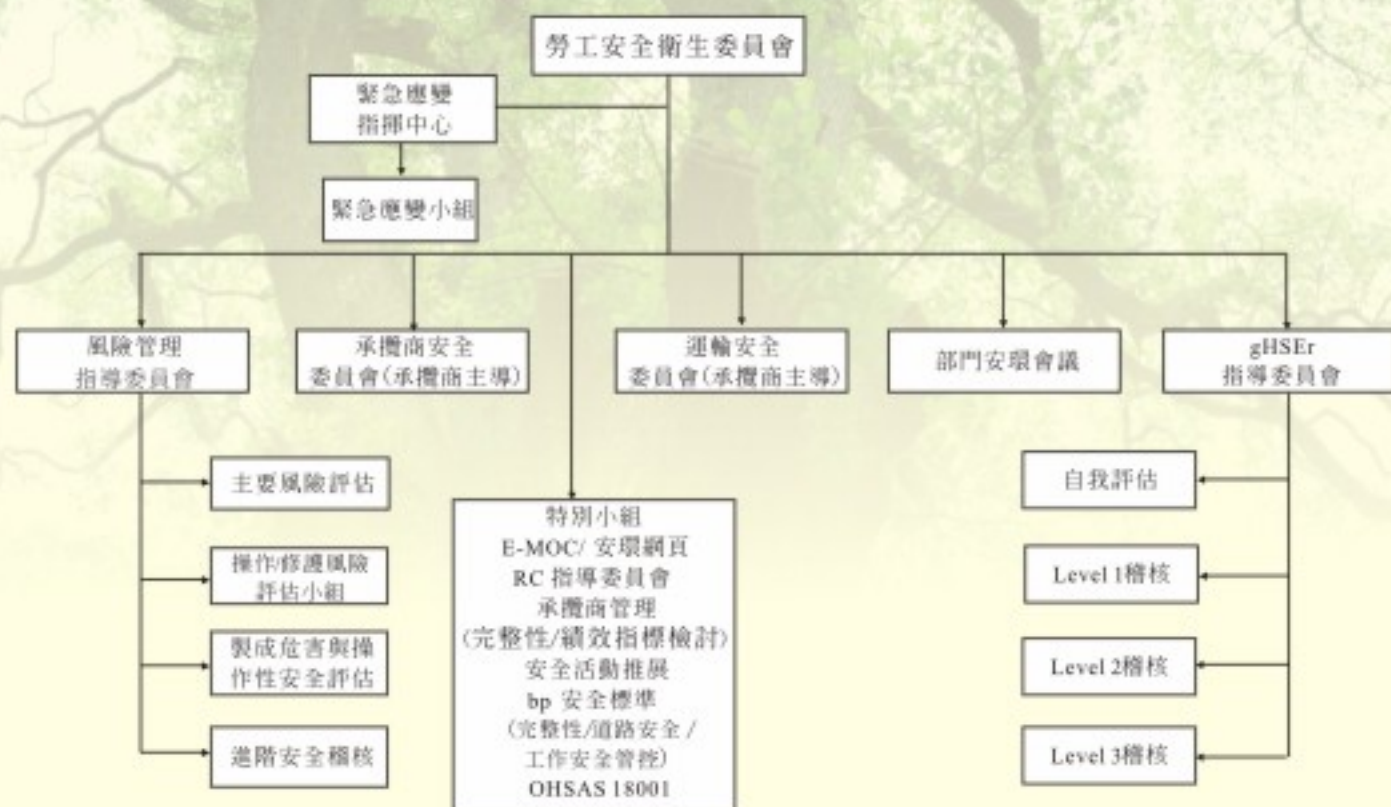 勞工安全衛生委員會
緊急應變
指揮中心
緊急應變小組
風險管理
指導委員會
承攬商安全
委員會(承攬商主導)
運輸安全
委員會(承攬商主導)
部門安環會議
gHSEr
指導委員會
主要風險評估
操作/修護風險
評估小組
製成危害與操
作性安全評估
進階安全稽核
特別小組
E-MOC/ 安環網頁
RC 指導委員會
承攬商管理
(完整性/績效指標檢討)
安全活動推展
bp 安全標準
(完整性/道路安全 /
工作安全管控)
OHSAS 18001
自我評估
Level 1稽核
Level 2稽核
Level 3稽核